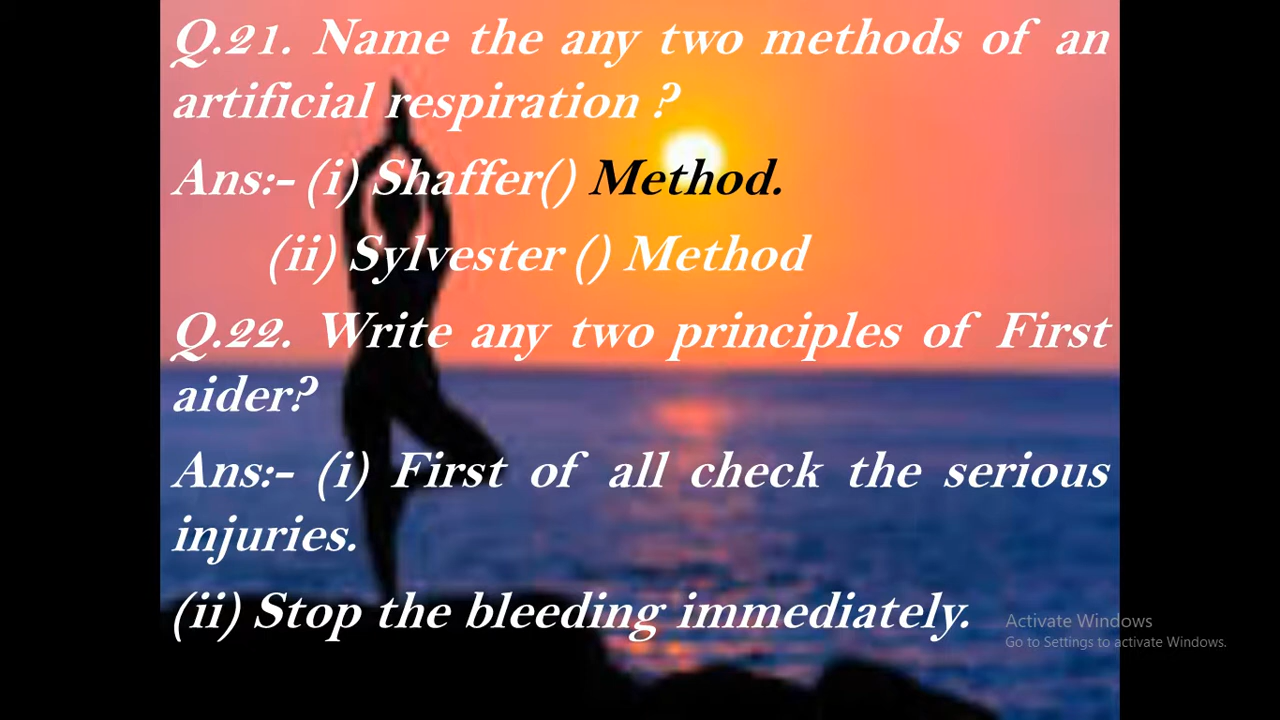 Q.21. Name the any two methods of an
artificial respiration ?
Ans:- (i) Shaffer() Method.
(ii) Sylvester () Method
Q.22. Write any two principles of First
aider?
Ans:- (i) First of all check the serious
injuries.
(ii) Stop the bleeding immediately.
Activate Windows
Go to Settings to activate Windows.